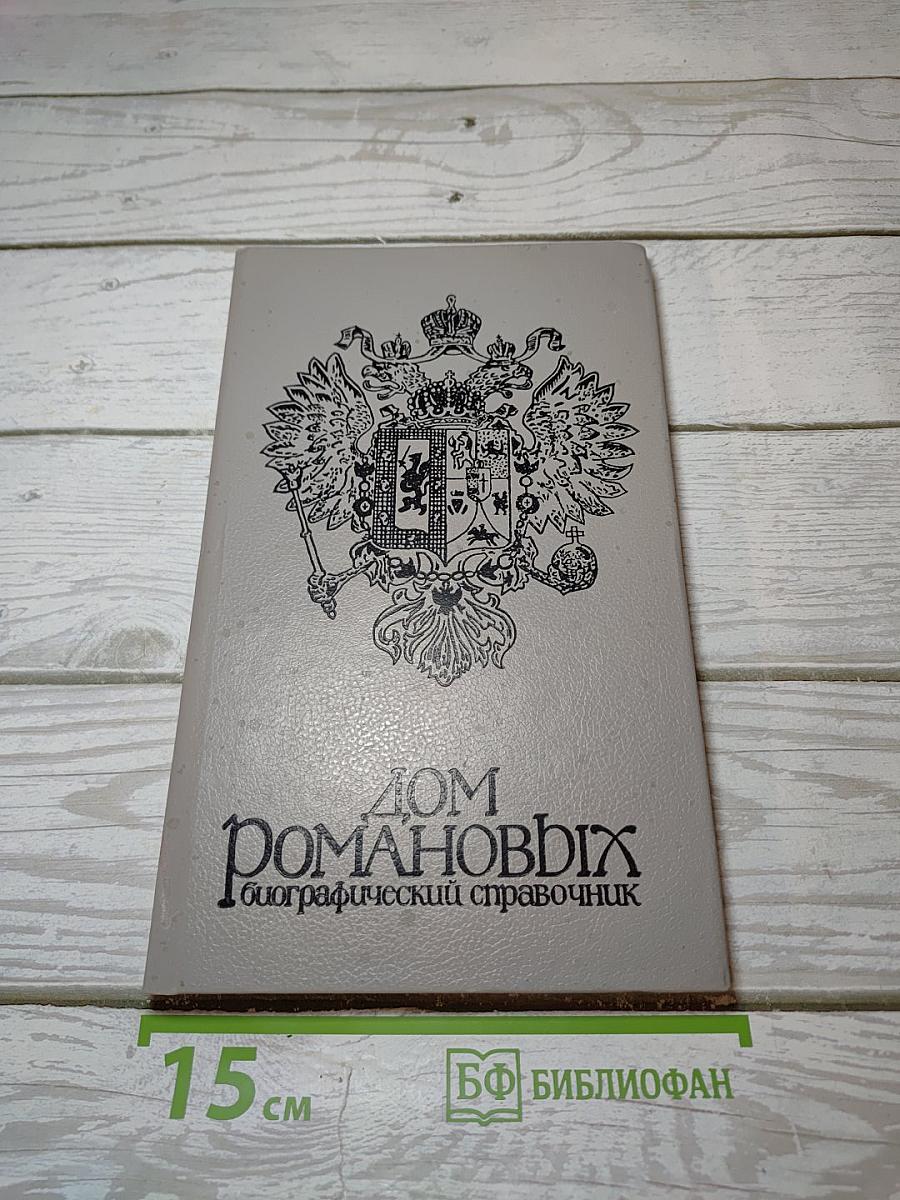 ДОМ
РОМАНОВЫХ
биографический справочник
15 см
БФ БИБЛИОФАН